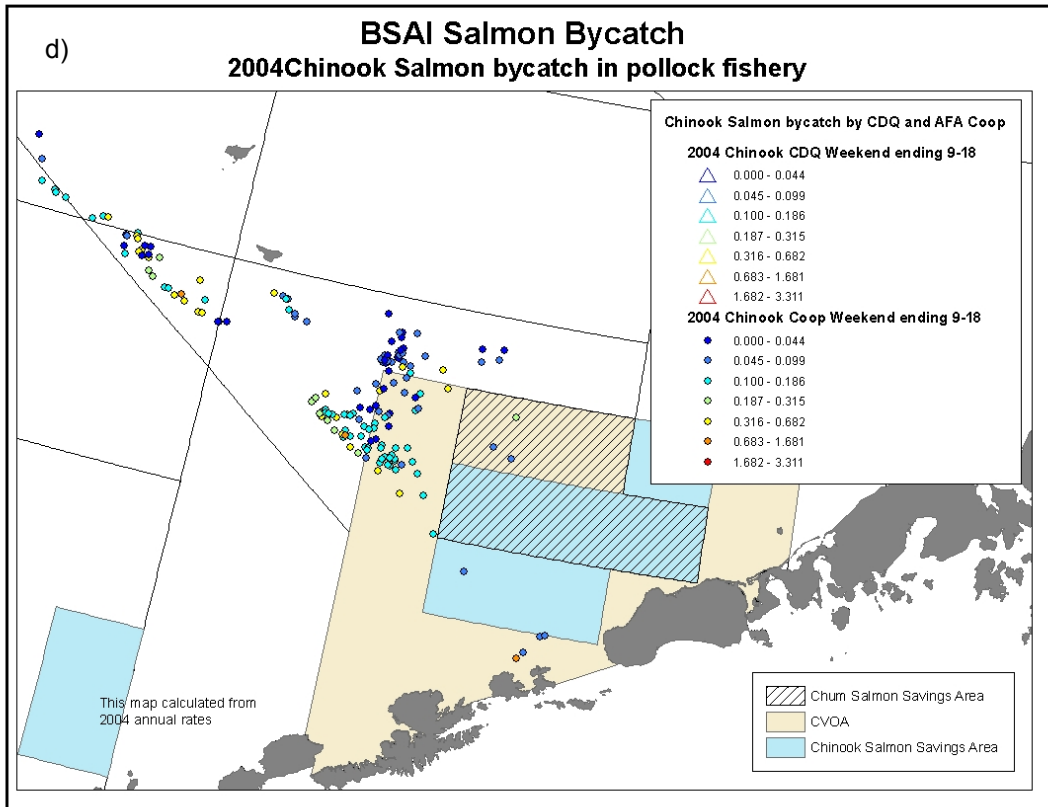 d)
BSAI Salmon Bycatch
2004Chinook Salmon bycatch in pollock fishery
Chinook Salmon bycatch by CDQ and AFA Coop
2004 Chinook CDQ Weekend ending 9-18
0.000 - 0.044
0.045 - 0.099
0.100 - 0.186
0.187 - 0.315
0.316 - 0.682
0.683 - 1.681
1.682 - 3.311
2004 Chinook Coop Weekend ending 9-18
0.000 - 0.044
0.045 - 0.099
0.100 - 0.186
0.187 - 0.315
0.316 - 0.682
0.683 - 1.681
1.682 - 3.311
This map calculated from
2004 annual rates
Chum Salmon Savings Area
CVOA
Chinook Salmon Savings Area